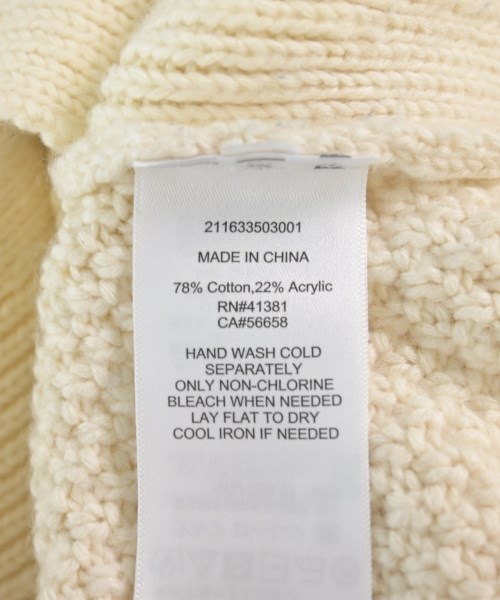 211633503001
MADE IN CHINA
78% Cotton,22% Acrylic
RN#41381
CA#56658
HAND WASH COLD
SEPARATELY
ONLY NON-CHLORINE
BLEACH WHEN NEEDED
LAY FLAT TO DRY
COOL IRON IF NEEDED